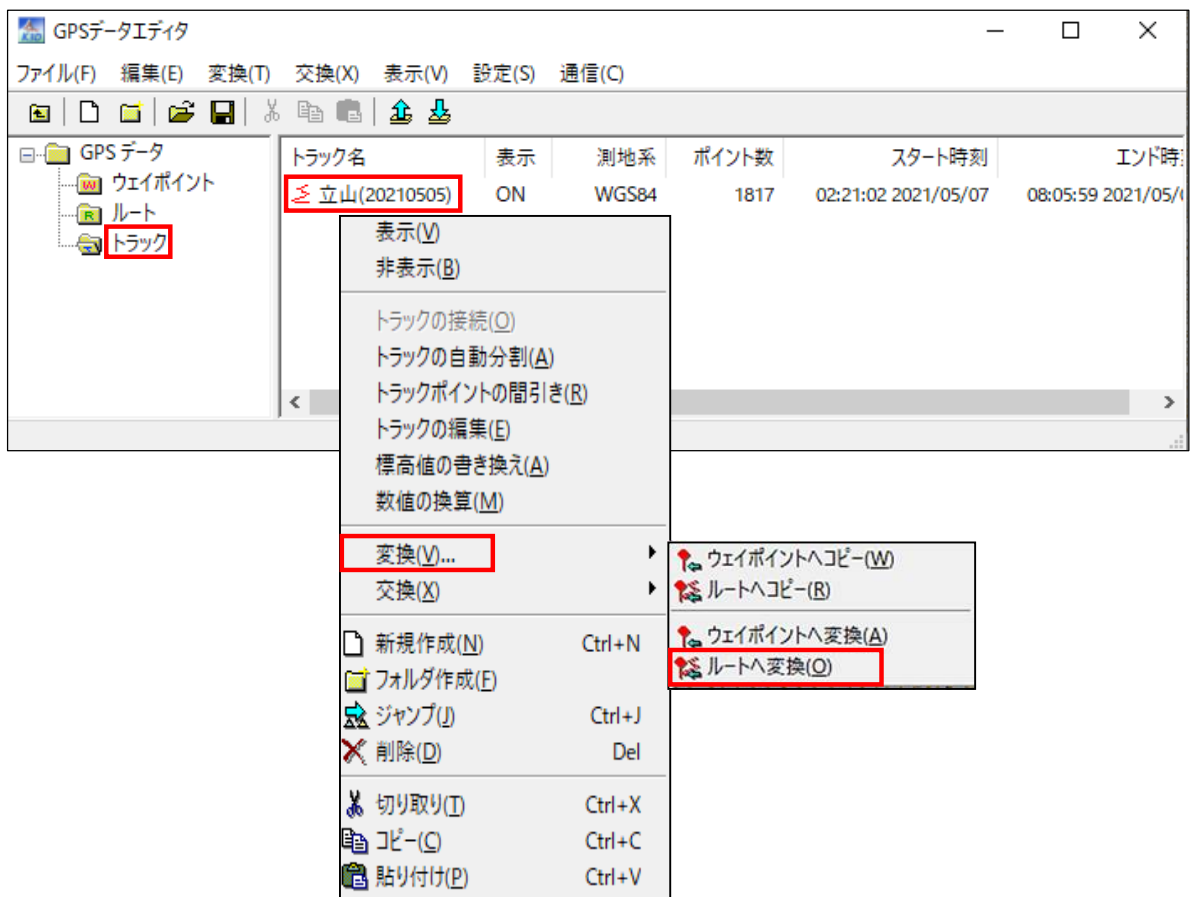 GPSデータエディタ
ファイル(F) 編集(E) 変換(T) 交換(X) 表示(V) 設定(S) 通信(C)
GPS データ
ウェイポイント
ルート
トラック
トラック名 表示 測地系 ポイント数 スタート時刻 エンド時
立山(20210505) ON WGS84 1817 02:21:02 2021/05/07 08:05:59 2021/05/
表示(V)
非表示(B)
トラックの接続(O)
トラックの自動分割(A)
トラックポイントの間引き(R)
トラックの編集(E)
標高値の書き換え(A)
数値の換算(M)
変換(V)...
交換(X)
ウェイポイントへコピー(W)
ルートへコピー(R)
ウェイポイントへ変換(A)
ルートへ変換(O)
新規作成(N) Ctrl+N
フォルダ作成(F)
ジャンプ(J) Ctrl+J
削除(D) Del
切り取り(T) Ctrl+X
コピー(C) Ctrl+C
貼り付け(P) Ctrl+V